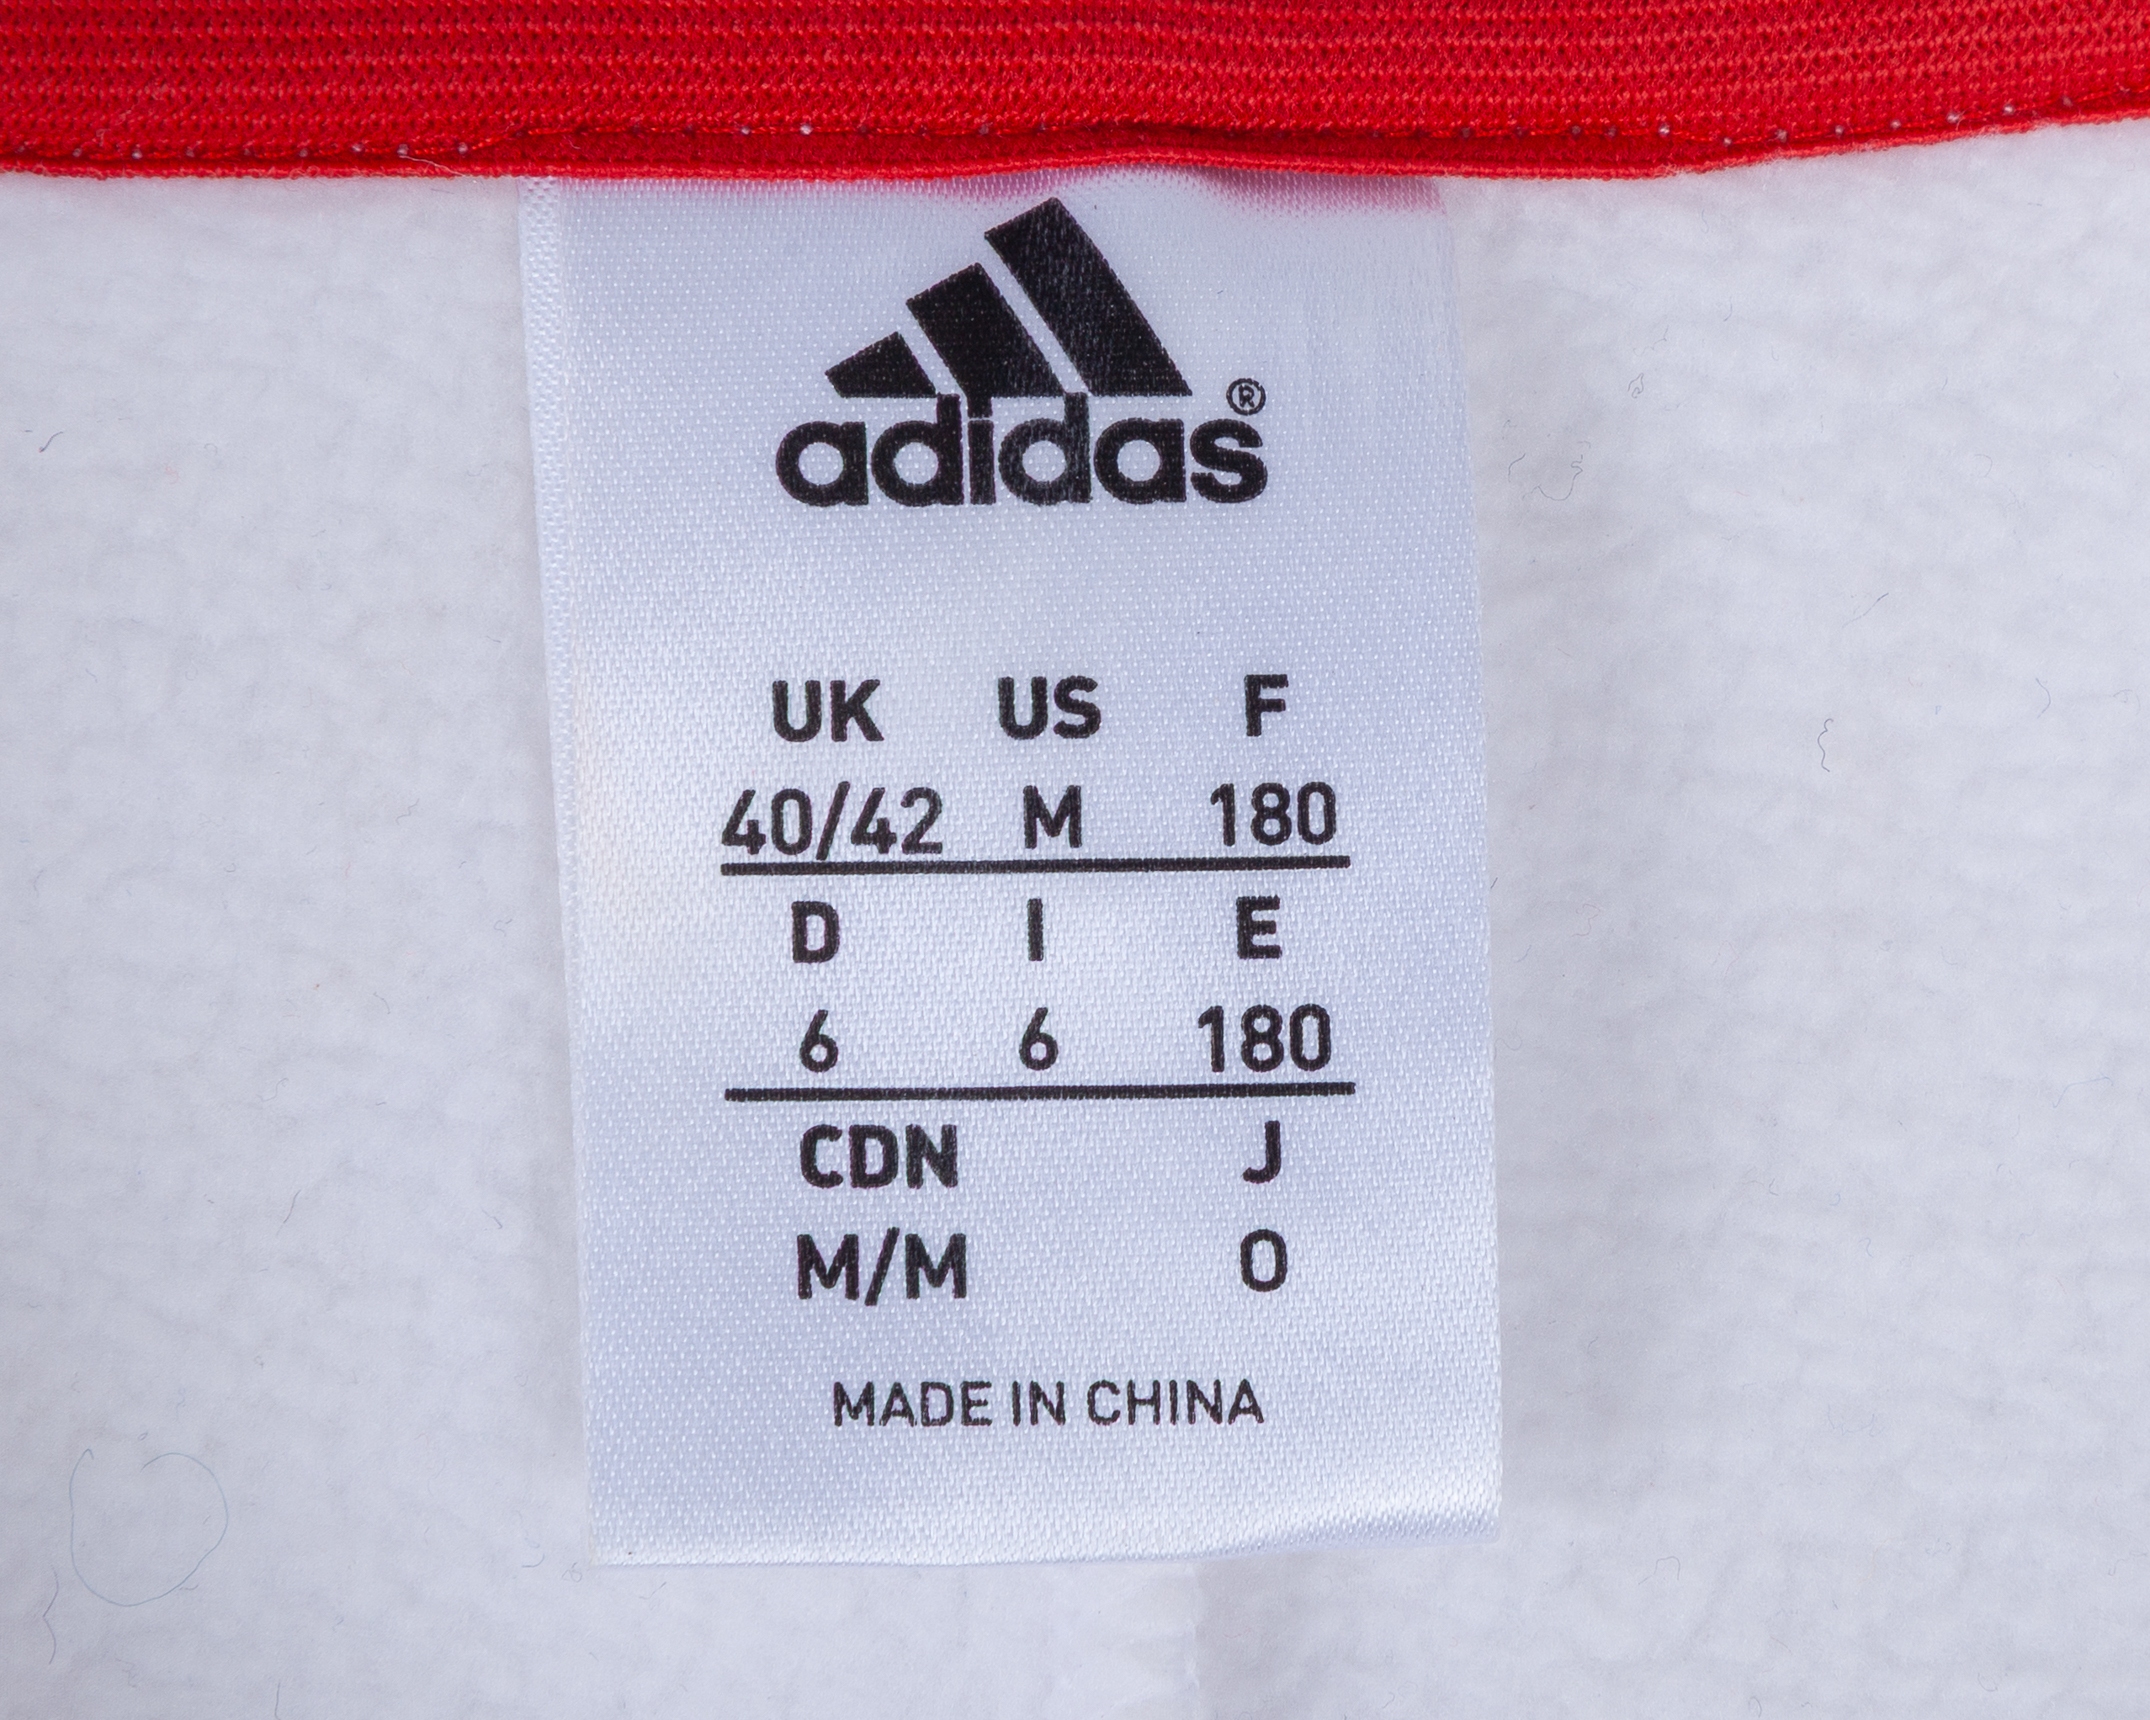 adidas®
UK US F
40/42 M 180
D I E
6 6 180
CDN J
M/M O
MADE IN CHINA